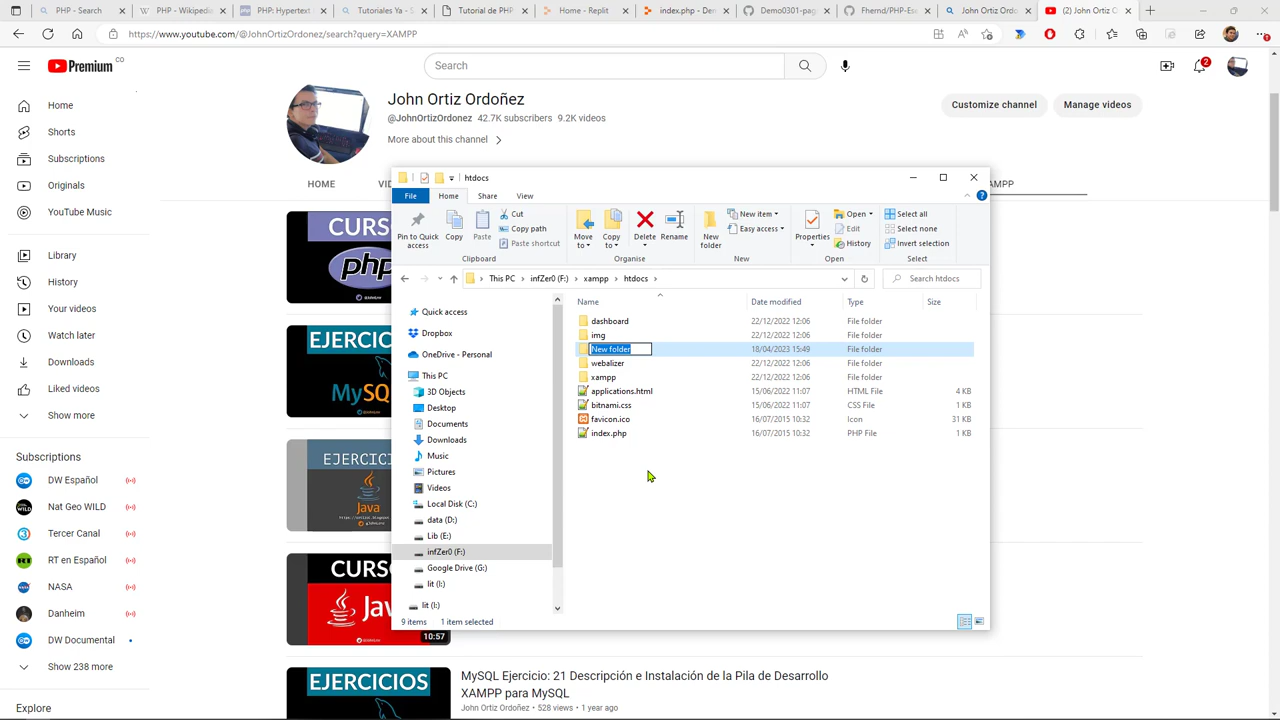 PHP - Search
PHP - Wikipedi
PHP: Hypertext
Tutoriales Ya - S
Tutorial de PHP
Home - Replit
index.php - Dem
Demo0301-pag
Fhernd/PHP-Es
John Ortiz Ordo
(2) John Ortiz O
https://www.youtube.com/@JohnOrtizOrdonez/search?query=XAMPP
Premium CO
Search
2
Home
Shorts
Subscriptions
Originals
YouTube Music
Library
History
Your videos
Watch later
Downloads
Liked videos
Show more
Subscriptions
DW Español
Nat Geo WILD
Tercer Canal
RT en Español
NASA
Danheim
DW Documental
Show 238 more
Explore
John Ortiz Ordoñez
@JohnOrtizOrdonez 42.7K subscribers 9.2K videos
More about this channel
Customize channel
Manage videos
HOME
VID
AMPP
CURS
php
EJERCICI
MySQ
EJERCICI
Java
CURSO
Java
10:57
EJERCICIOS
MySQL Ejercicio: 21 Descripción e Instalación de la Pila de Desarrollo
XAMPP para MySQL
John Ortiz Ordoñez • 528 views • 1 year ago
htdocs
File Home Share View
Pin to Quick access
Copy
Paste
Cut
Copy path
Paste shortcut
Clipboard
Move to
Copy to
Delete
Rename
Organise
New folder
New item
Easy access
New
Properties
Open
Edit
History
Open
Select all
Select none
Invert selection
Select
This PC > infZer0 (F:) > xampp > htdocs >
Search htdocs
Quick access
Dropbox
OneDrive - Personal
This PC
3D Objects
Desktop
Documents
Downloads
Music
Pictures
Videos
Local Disk (C:)
data (D:)
Lib (E:)
infZer0 (F:)
Google Drive (G:)
lit (I:)
lit (I:)
Name Date modified Type Size
dashboard 22/12/2022 12:06 File folder
img 22/12/2022 12:06 File folder
New folder 18/04/2023 15:49 File folder
webalizer 22/12/2022 12:06 File folder
xampp 22/12/2022 12:06 File folder
applications.html 15/06/2022 11:07 HTML File 4 KB
bitnami.css 15/06/2022 11:07 CSS File 1 KB
favicon.ico 16/07/2015 10:32 Icon 31 KB
index.php 16/07/2015 10:32 PHP File 1 KB
9 items 1 item selected